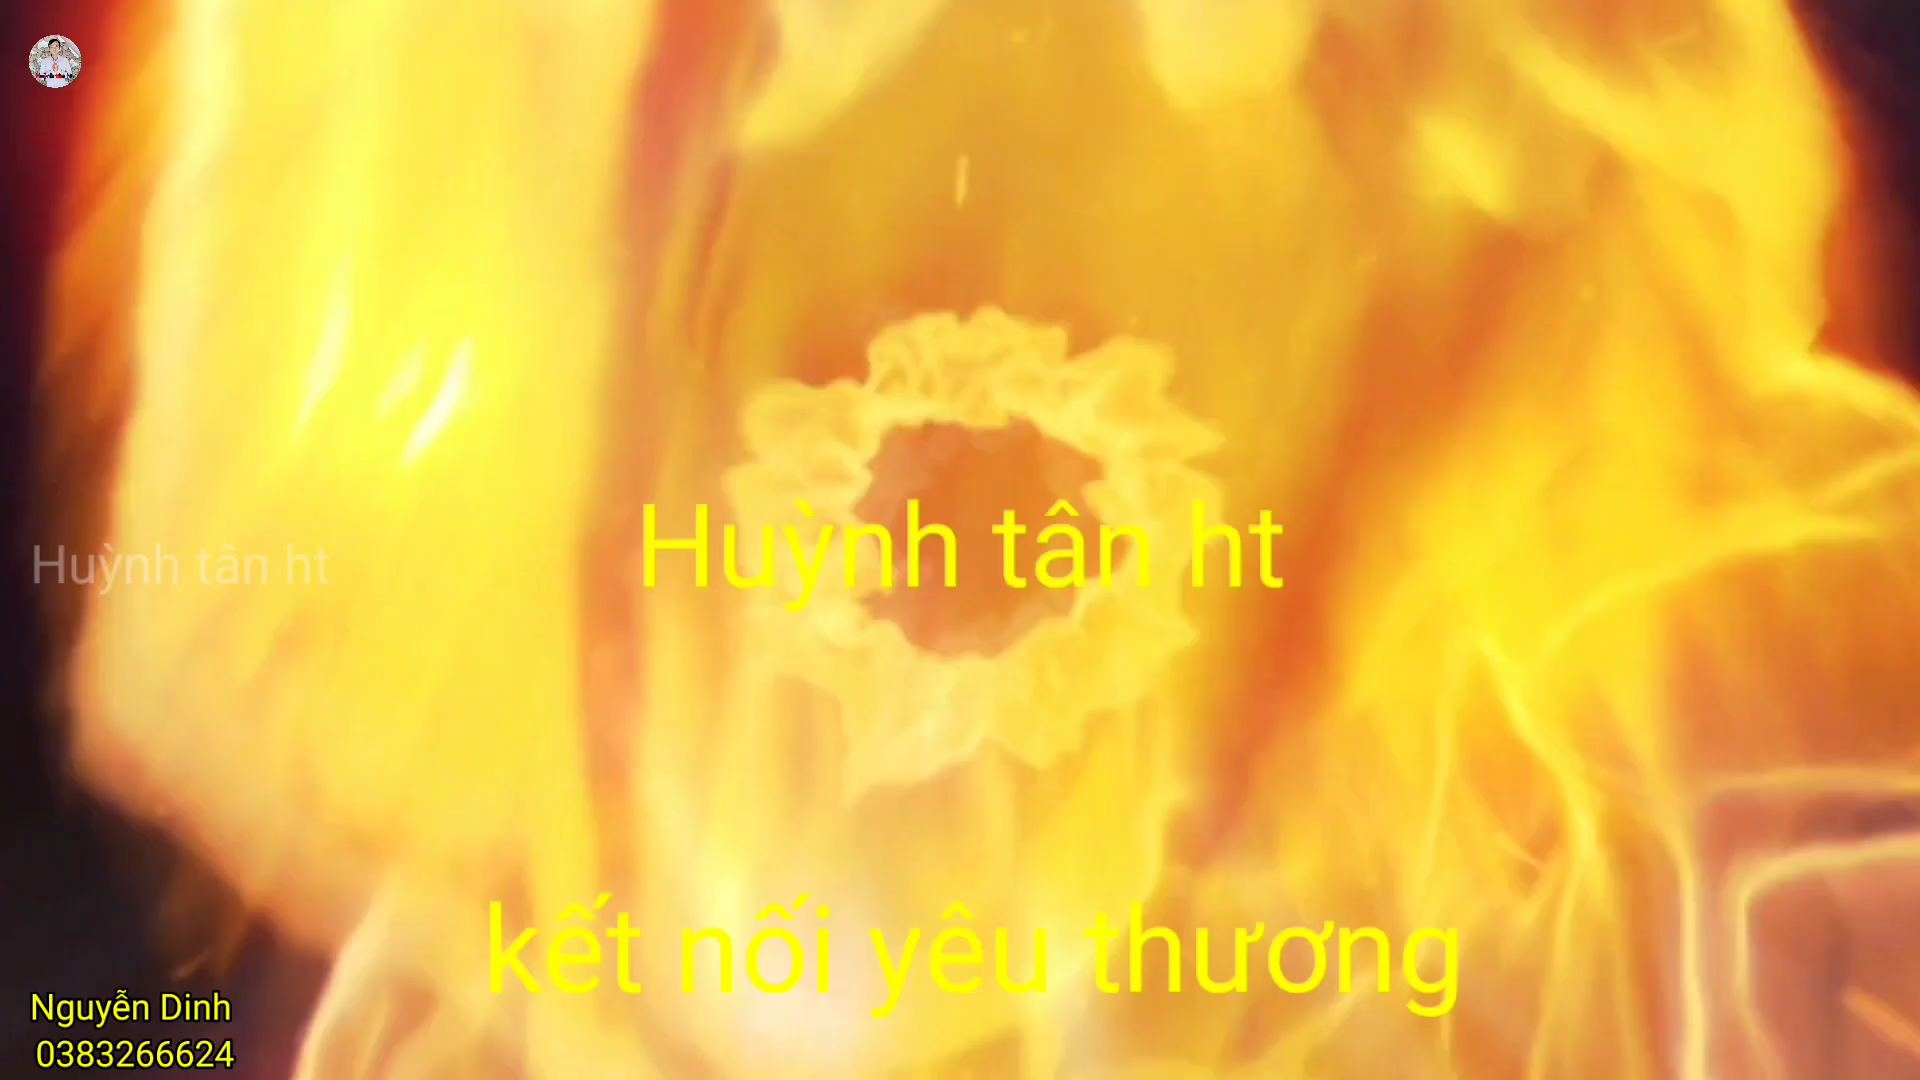 Huỳnh tân ht
Huỳnh tân ht
kết nối yêu thương
Nguyễn Dinh
0383266624